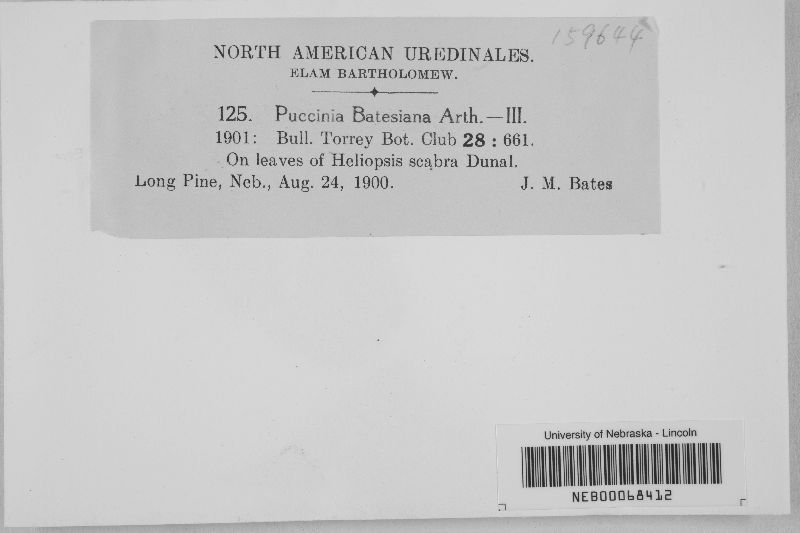 159644
NORTH AMERICAN UREDINALES.
ELAM BARTHOLOMEW.
125. Puccinia Batesiana Arth.—III.
1901: Bull. Torrey Bot. Club 28 : 661.
On leaves of Heliopsis scabra Dunal.
Long Pine, Neb., Aug. 24, 1900. J. M. Bates
University of Nebraska - Lincoln
NEB00068412